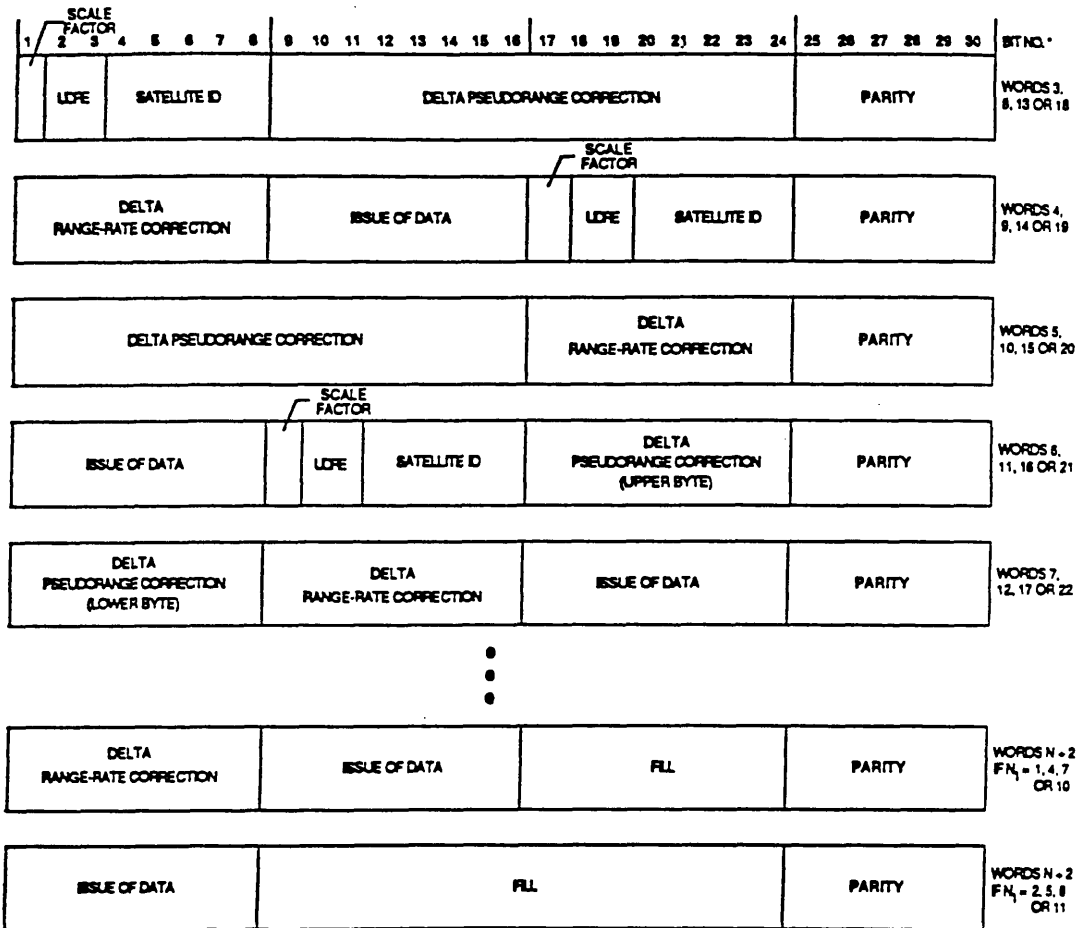 SCALE
FACTOR
1 2 3 4 5 6 7 8 9 10 11 12 13 14 15 16 17 18 19 20 21 22 23 24 25 26 27 28 29 30 BIT NO. *
UDRE SATELLITE ID DELTA PSEUDORANGE CORRECTION PARITY WORDS 3,
8, 13 OR 18
SCALE
FACTOR
DELTA
RANGE-RATE CORRECTION ISSUE OF DATA UDRE SATELLITE ID PARITY WORDS 4,
9, 14 OR 19
DELTA PSEUDORANGE CORRECTION DELTA
RANGE-RATE CORRECTION PARITY WORDS 5,
10, 15 OR 20
SCALE
FACTOR
ISSUE OF DATA UDRE SATELLITE ID DELTA
PSEUDORANGE CORRECTION
(UPPER BYTE) PARITY WORDS 6,
11, 16 OR 21
DELTA
PSEUDORANGE CORRECTION
(LOWER BYTE) DELTA
RANGE-RATE CORRECTION ISSUE OF DATA PARITY WORDS 7,
12, 17 OR 22
DELTA
RANGE-RATE CORRECTION ISSUE OF DATA FILL PARITY WORDS N + 2
IF N = 1, 4, 7
OR 10
ISSUE OF DATA FILL PARITY WORDS N + 2
IF N = 2, 5, 8
OR 11